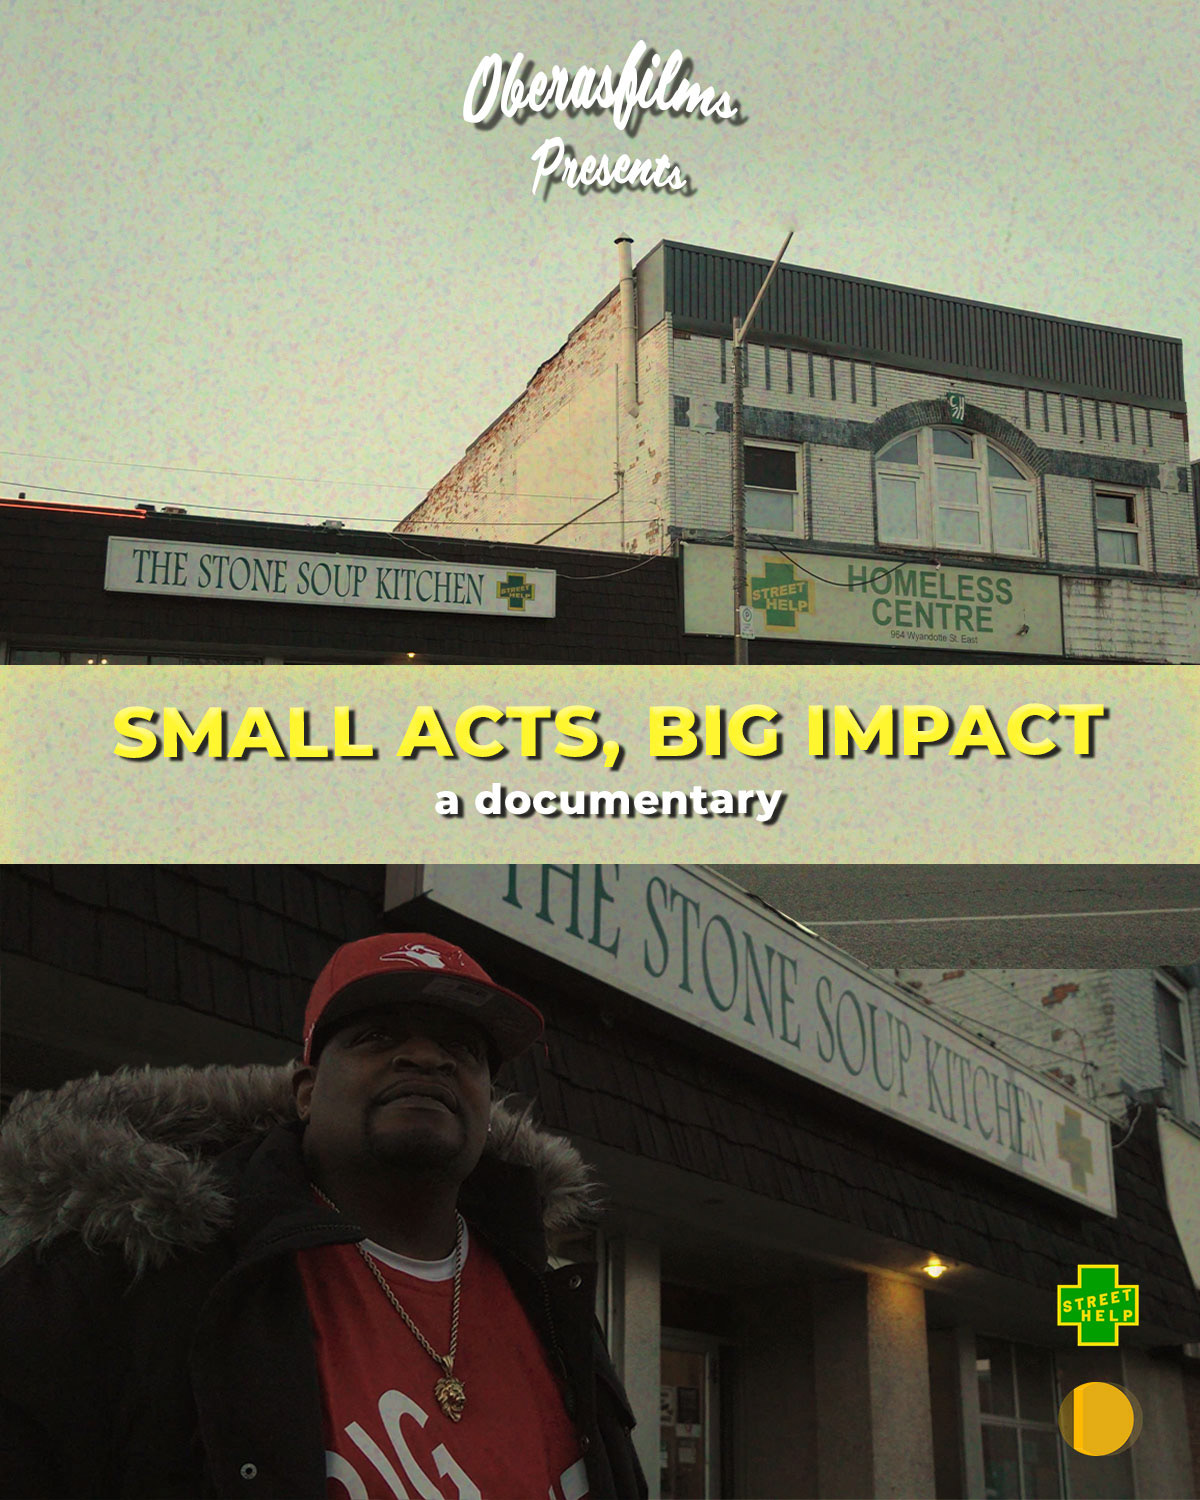 Oberasfilms
Presents
THE STONE SOUP KITCHEN
STREET
HELP
STREET
HELP
HOMELESS
CENTRE
964 Wyandotte St. East
SMALL ACTS, BIG IMPACT
a documentary
THE STONE SOUP KITCHEN
BIG
STREET
HELP